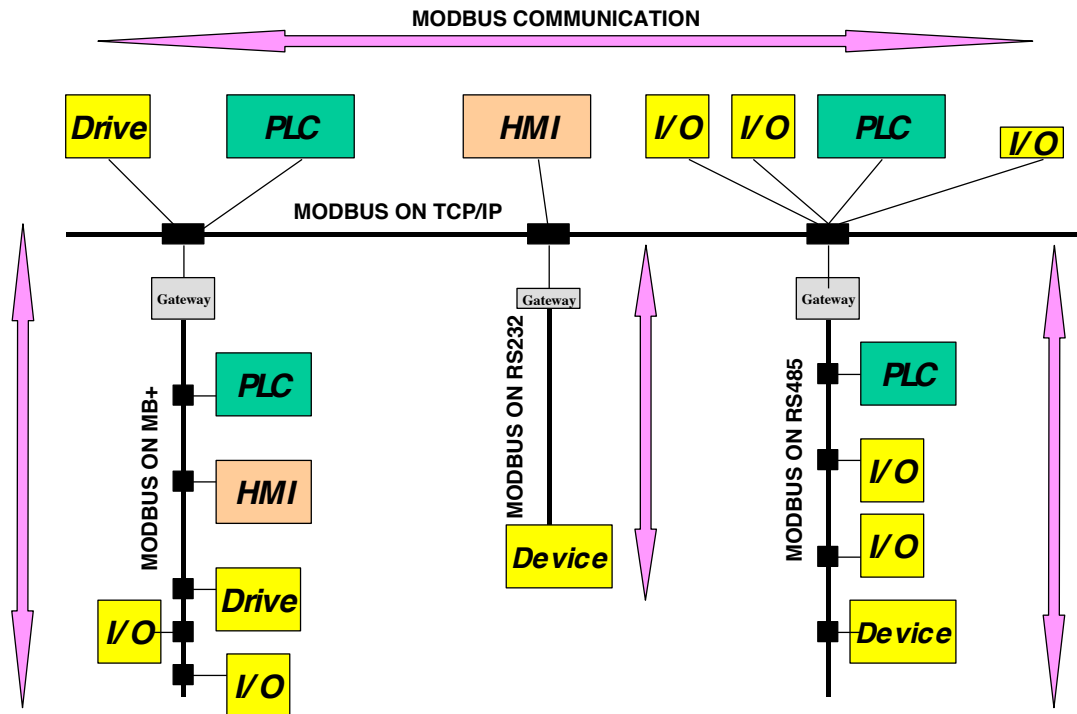 MODBUS COMMUNICATION
Drive
PLC
HMI
I/O
I/O
PLC
I/O
MODBUS ON TCP/IP
Gateway
Gateway
Gateway
MODBUS ON MB+
PLC
HMI
Drive
I/O
I/O
MODBUS ON RS232
Device
MODBUS ON RS485
PLC
I/O
I/O
Device